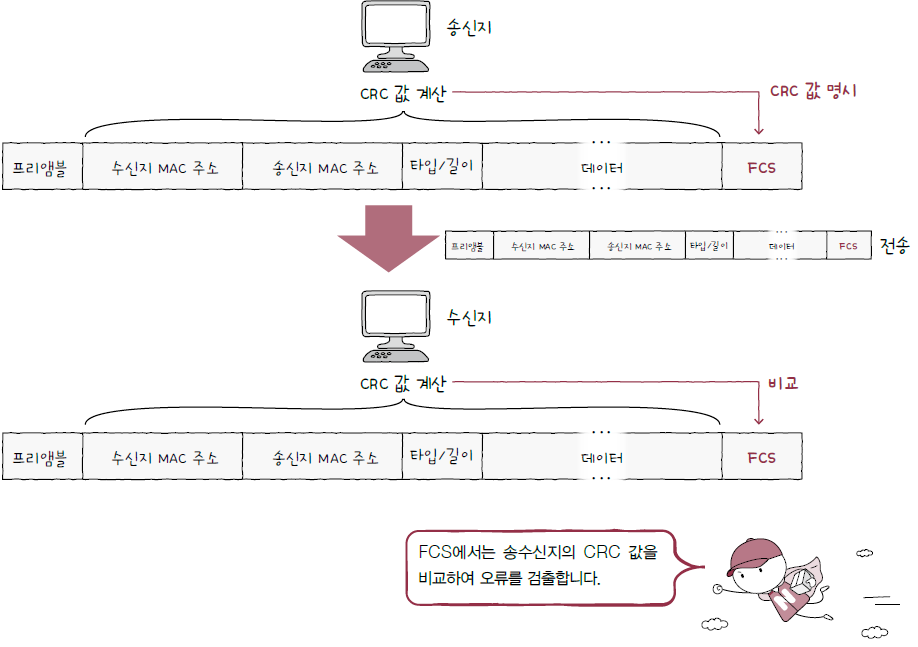 송신지
CRC 값 계산
CRC 값 명시
프리앰블 수신지 MAC 주소 송신지 MAC 주소 타입/길이 데이터 FCS
프리앰블 수신지 MAC 주소 송신지 MAC 주소 타입/길이 데이터 FCS 전송
수신지
CRC 값 계산 비교
프리앰블 수신지 MAC 주소 송신지 MAC 주소 타입/길이 데이터 FCS
FCS에서는 송수신지의 CRC 값을
비교하여 오류를 검출합니다.